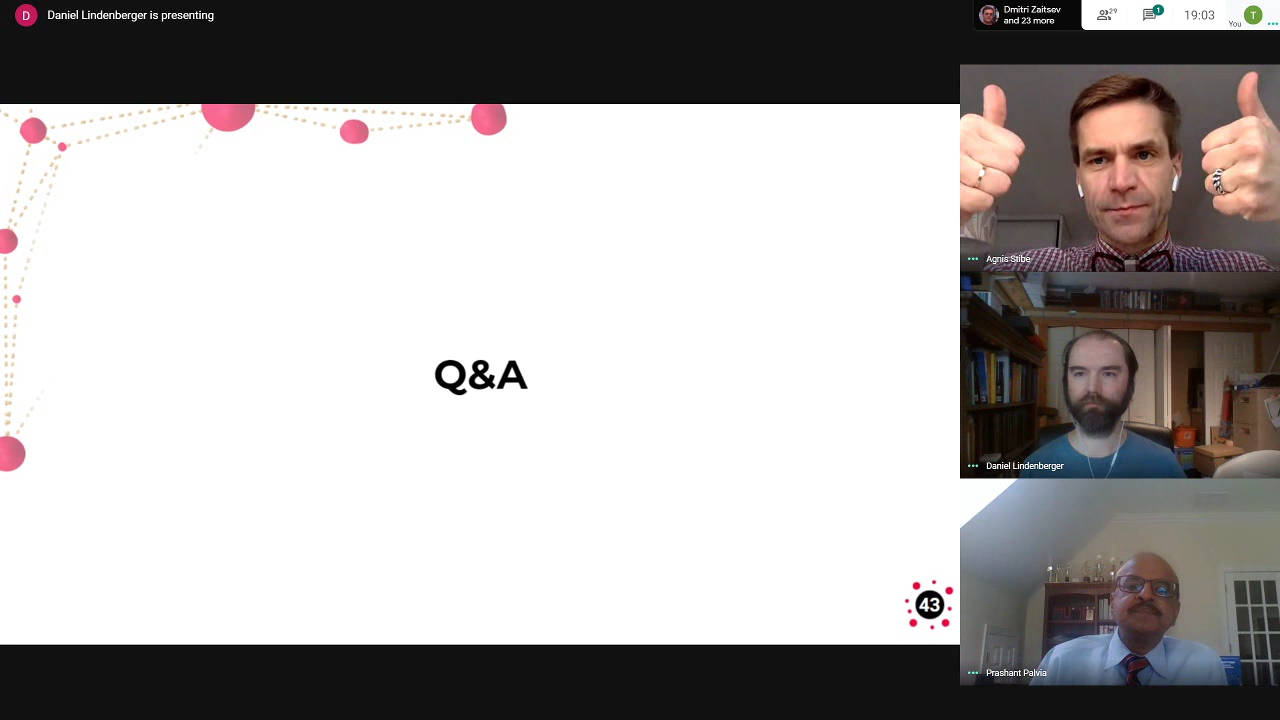 D
Daniel Lindenberger is presenting
Dmitri Zaitsev
and 23 more
29
1
19:03
You
T
Agnis Stibe
Q&A
Daniel Lindenberger
43
Prashant Palvia